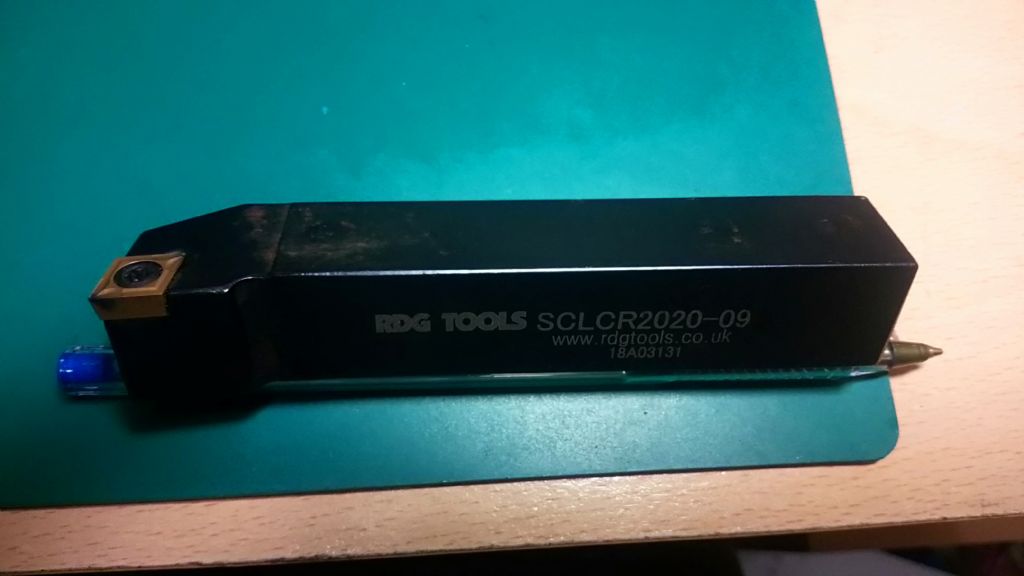 RDG TOOLS SCLCR2020-09
www.rdgtools.co.uk
18A03131